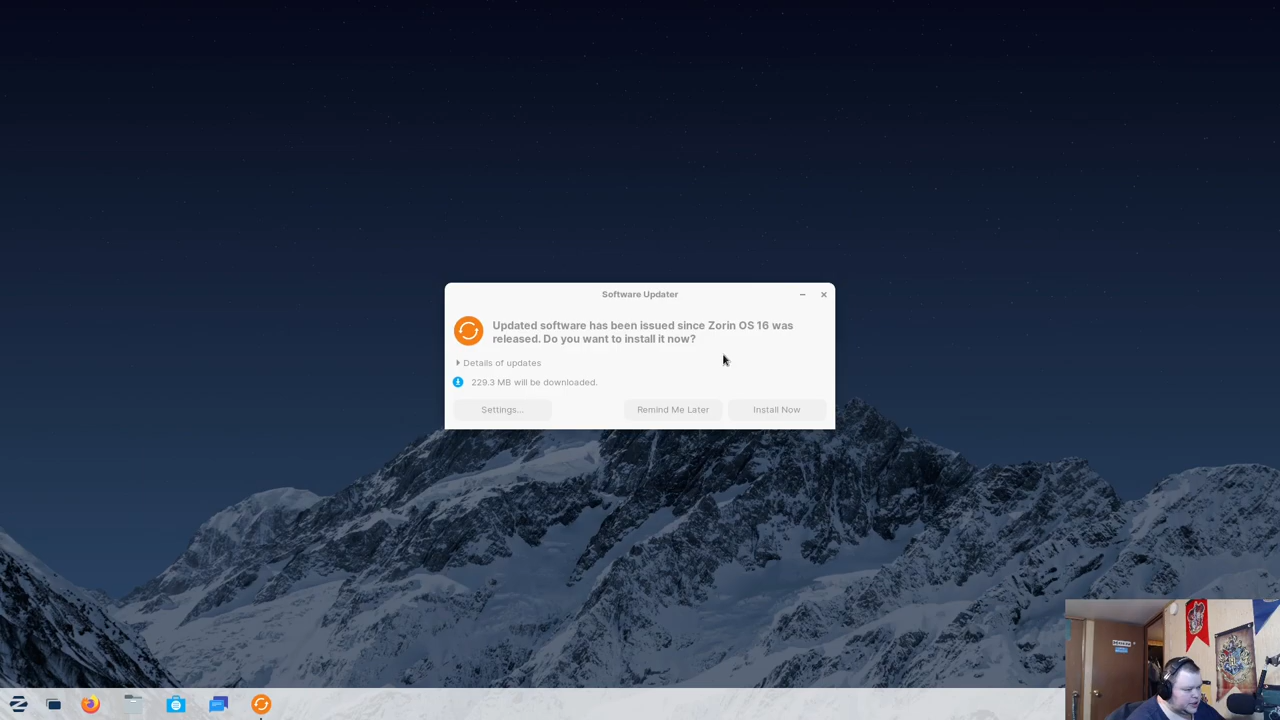 Software Updater
Updated software has been issued since Zorin OS 16 was
released. Do you want to install it now?
Details of updates
229.3 MB will be downloaded.
Settings...
Remind Me Later
Install Now